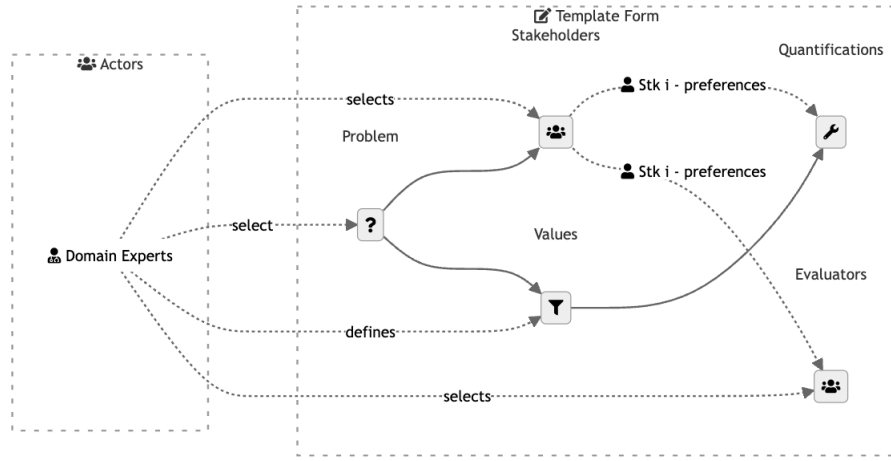 Template Form
Stakeholders
Quantifications
Actors
Stk i - preferences
selects
Problem
Stk i - preferences
?
select
Values
Domain Experts
Evaluators
defines
selects